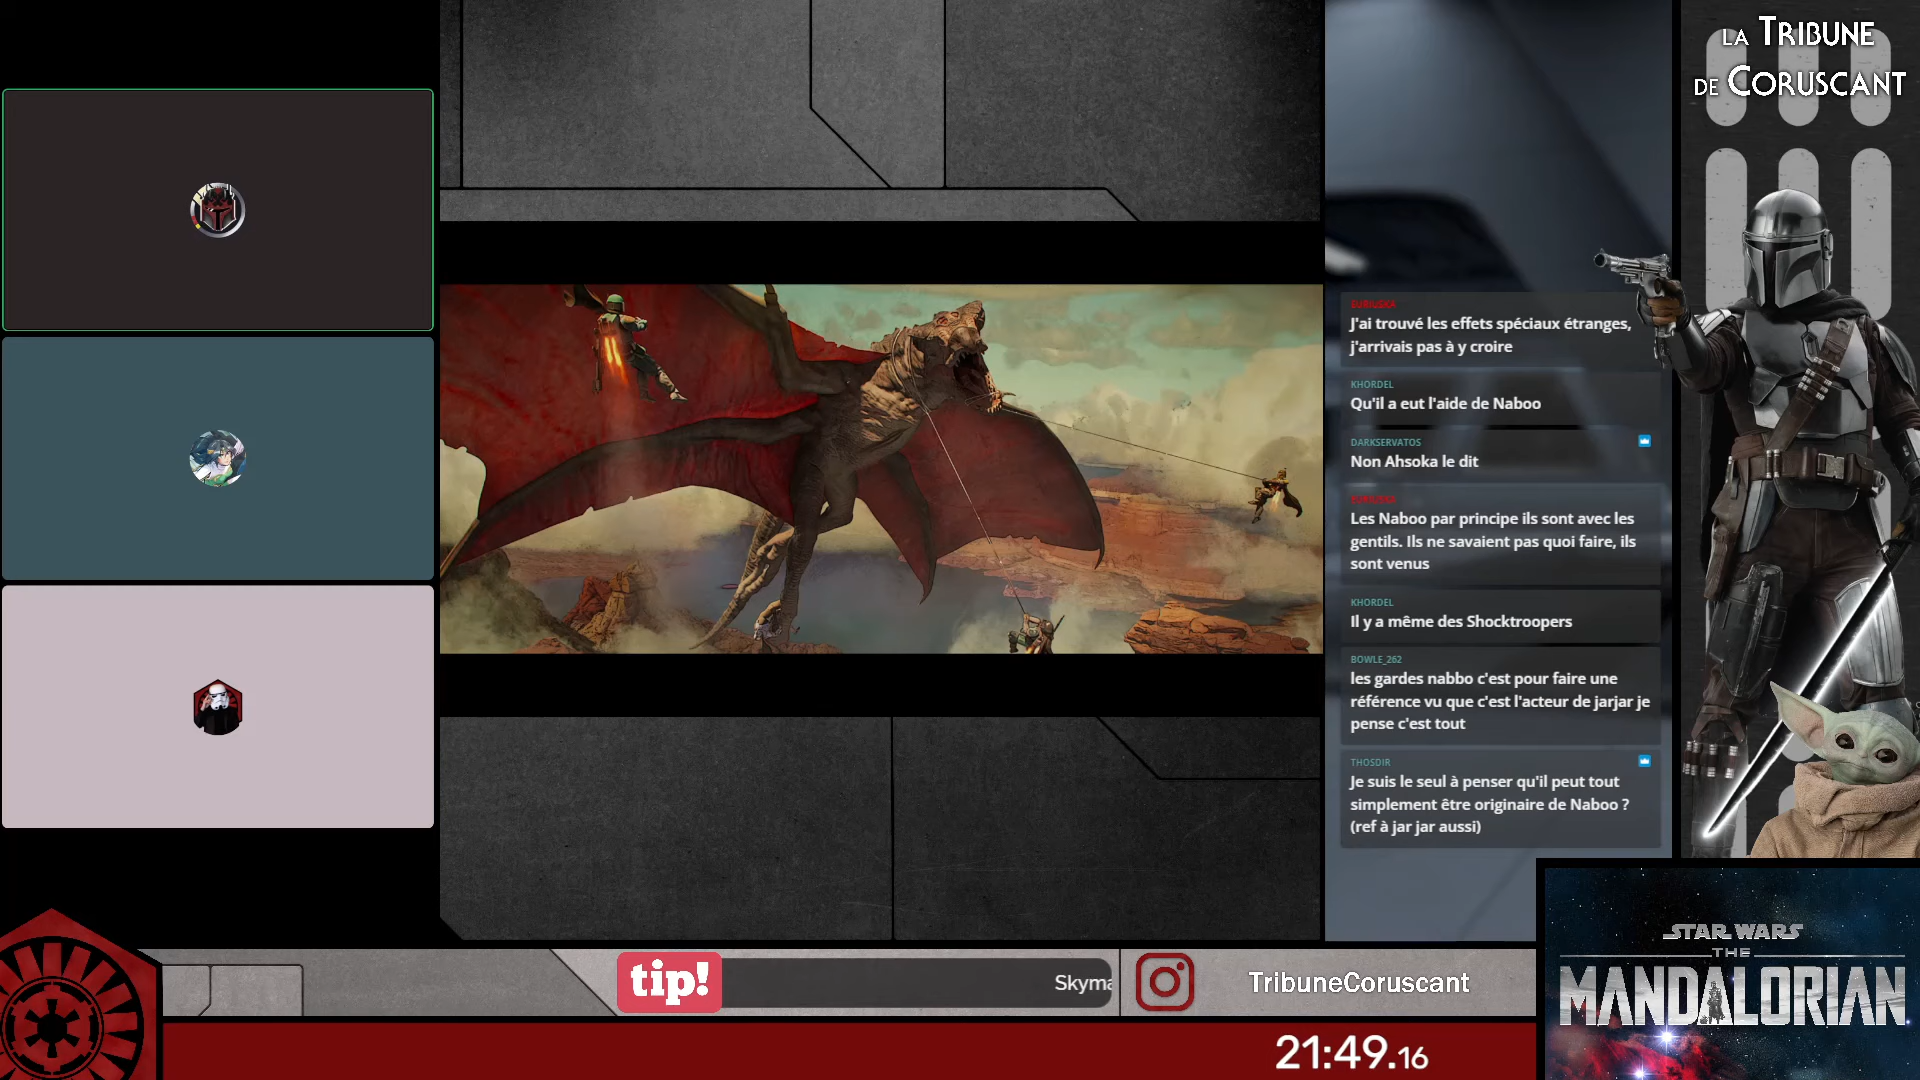 LA TRIBUNE
DE CORUSCANT
J'ai trouvé les effets spéciaux étranges,
j'arrivais pas à y croire
KHORDEL
Qu'il a eut l'aide de Naboo
DARKSERVATOS
Non Ahsoka le dit
Les Naboo par principe ils sont avec les
gentils. Ils ne savaient pas quoi faire, ils
sont venus
KHORDEL
Il y a même des Shocktroopers
BOWLE_262
les gardes nabbo c'est pour faire une
référence vu que c'est l'acteur de jarjar je
pense c'est tout
THOSDIR
Je suis le seul à penser qu'il peut tout
simplement être originaire de Naboo ?
(ref à jar jar aussi)
tip!
Skyma
TribuneCoruscant
STAR WARS
THE
MANDALORIAN
21:49.16